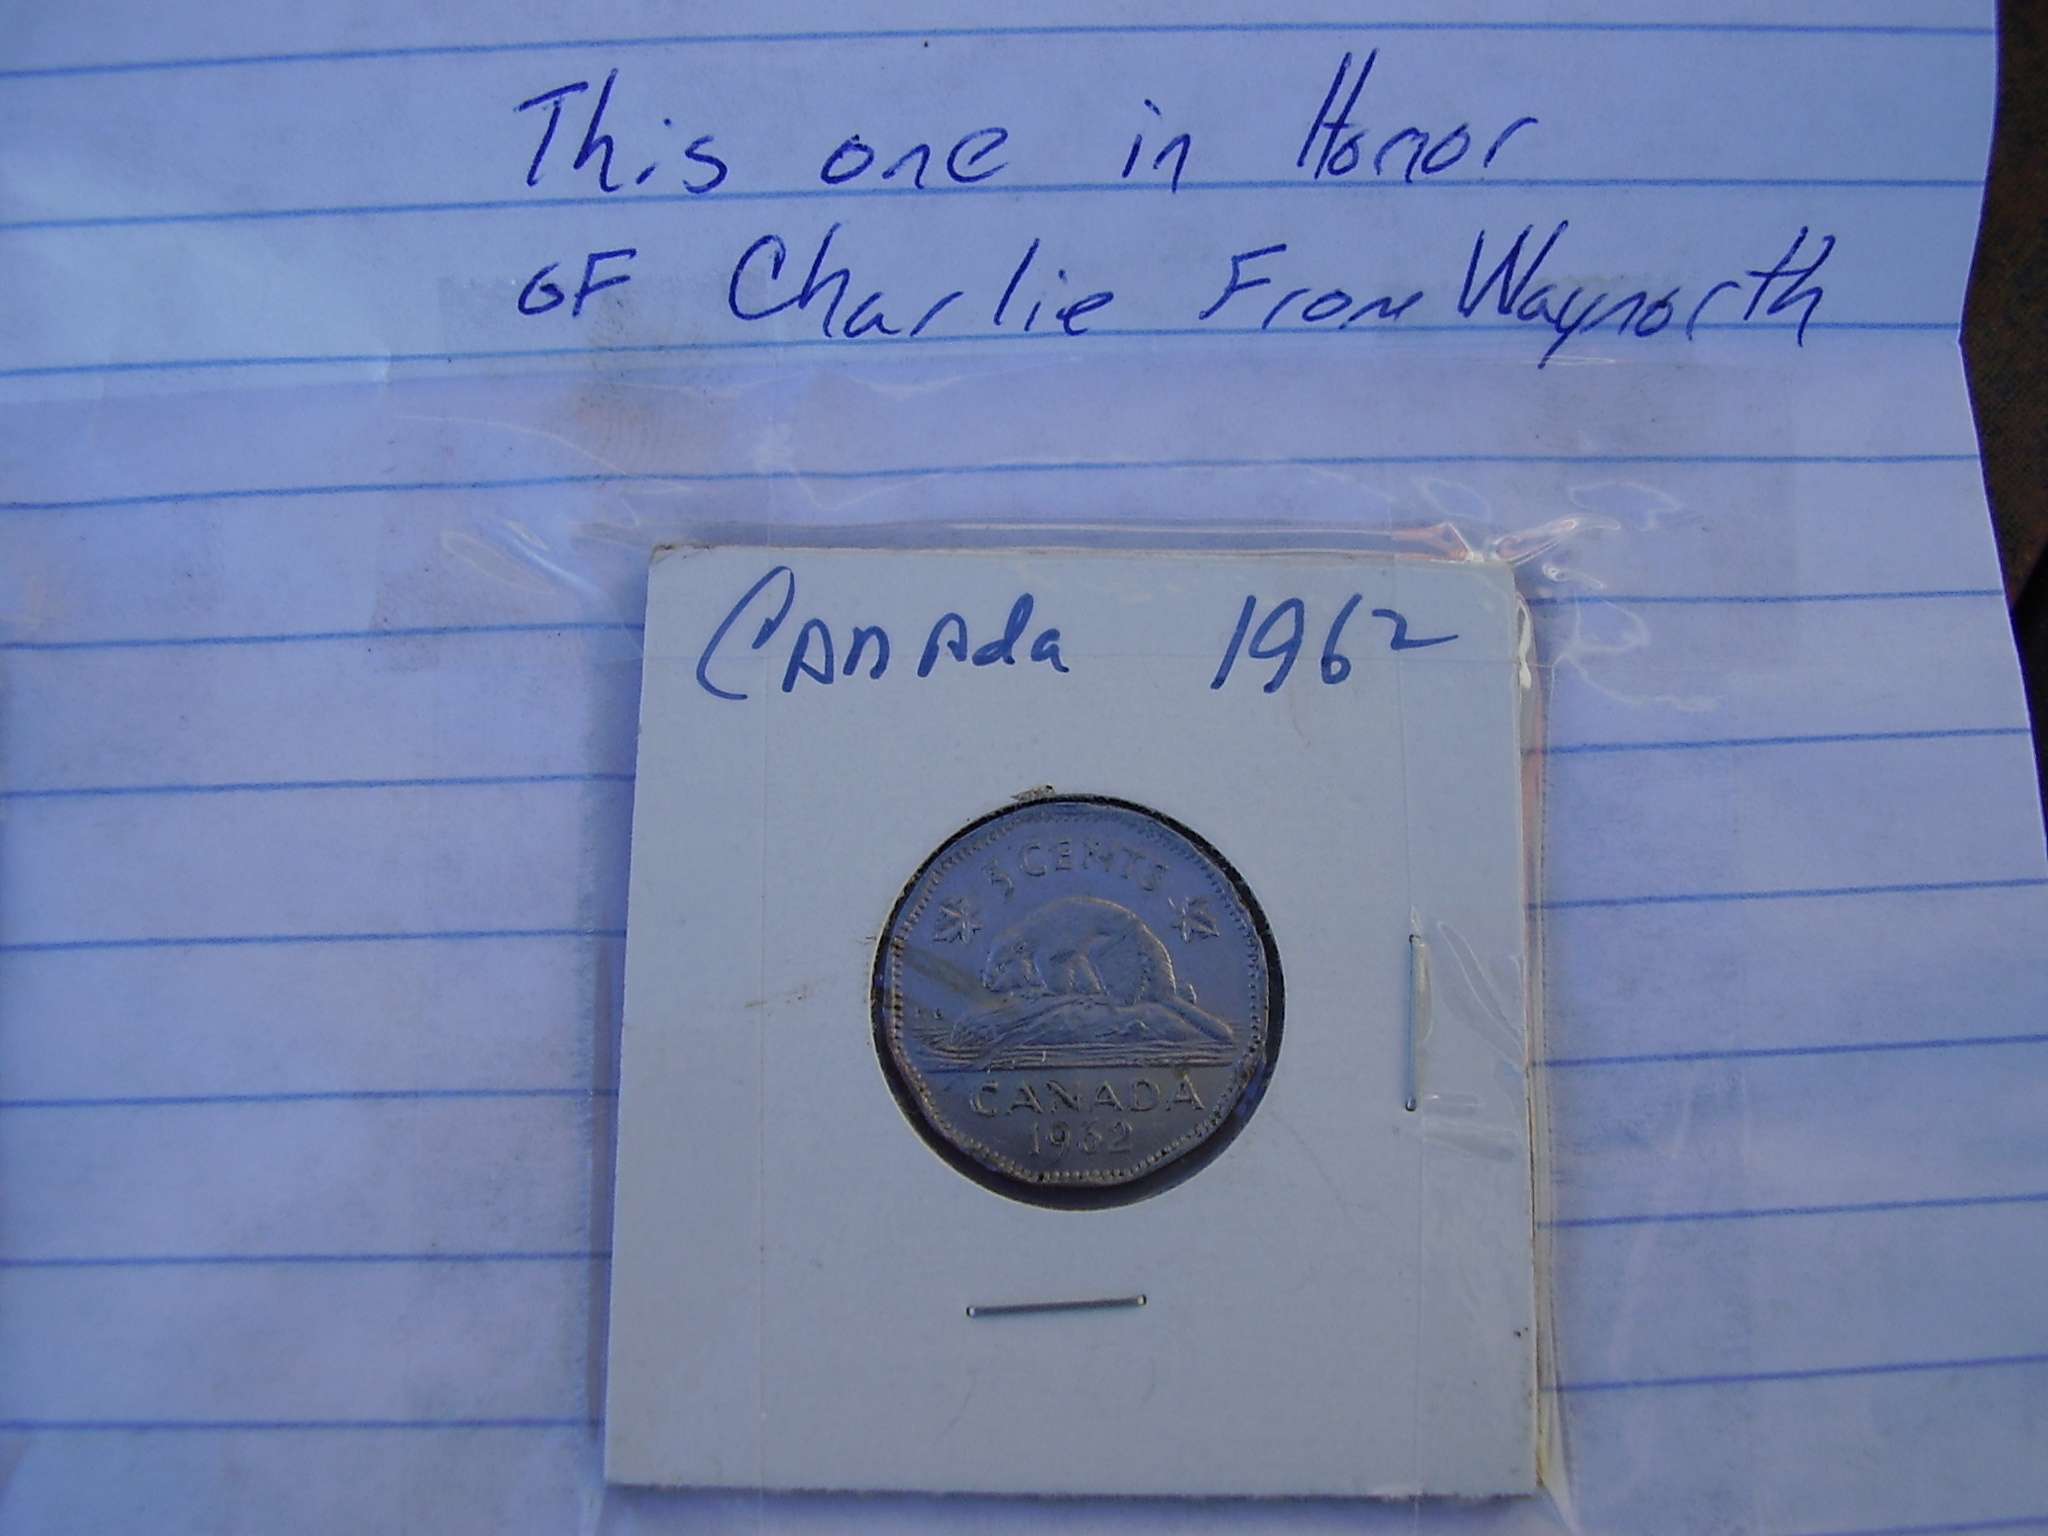 This one in Honor
oF Charlie From Waynorth
Canada 1962
5 CENTS
CANADA
1962